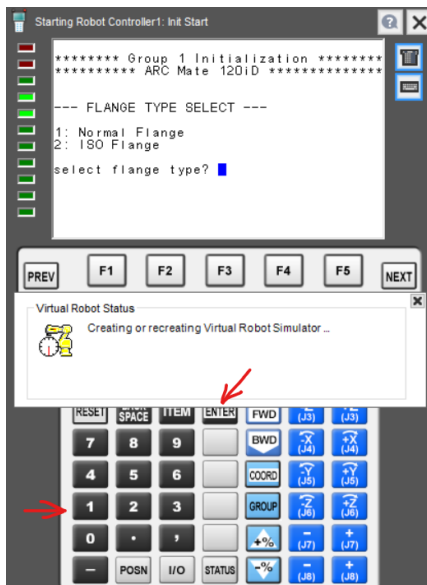 Starting Robot Controller1: Init Start
******** Group 1 Initialization ********
********** ARC Mate 120iD **************
--- FLANGE TYPE SELECT ---
1: Normal Flange
2: ISO Flange
select flange type?
PREV F1 F2 F3 F4 F5 NEXT
Virtual Robot Status
Creating or recreating Virtual Robot Simulator ...
RESET BACK SPACE ITEM ENTER FWD -Z (J3) +Z (J3)
7 8 9 BWD -X (J4) +X (J4)
4 5 6 COORD -Y (J5) +Y (J5)
1 2 3 GROUP -Z (J6) +Z (J6)
0 . , +% - (J7) + (J7)
- POSN I/O STATUS -% - (J8) + (J8)